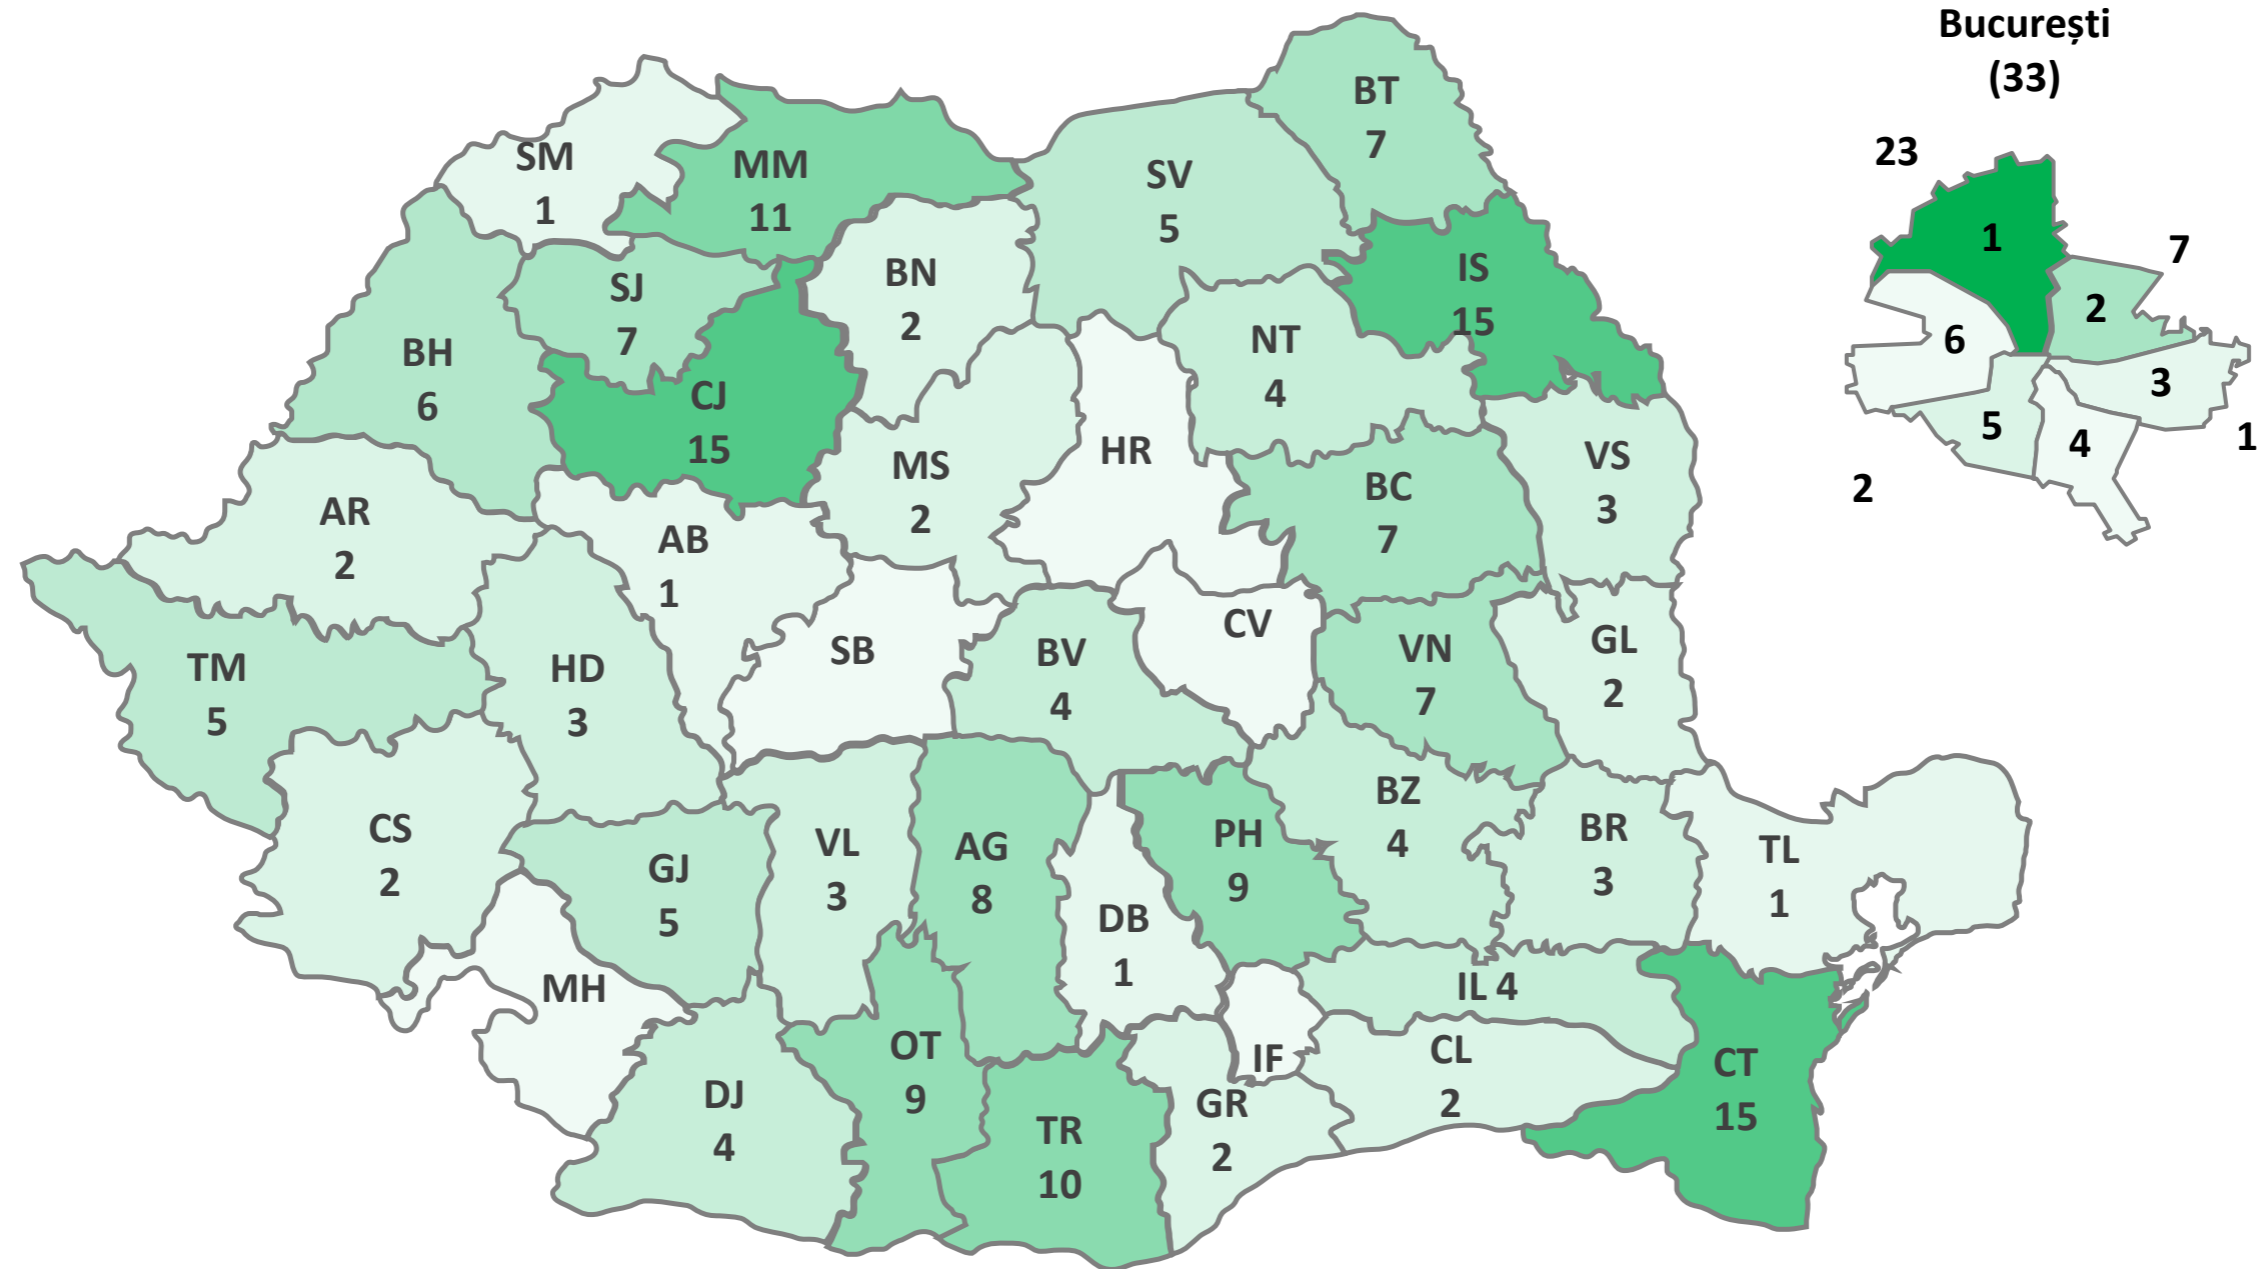 București
(33)
BT
7
SM
1
MM
11
SV
5
23
1
7
2
6
3
5
4
1
2
BN
2
IS
15
SJ
7
NT
4
BH
6
CJ
15
HR
MS
2
VS
3
BC
7
AR
2
AB
1
CV
SB
BV
4
VN
7
GL
2
TM
5
HD
3
CS
2
GJ
5
VL
3
AG
8
PH
9
BZ
4
BR
3
TL
1
DB
1
MH
IL 4
OT
9
IF
CL
2
CT
15
DJ
4
TR
10
GR
2